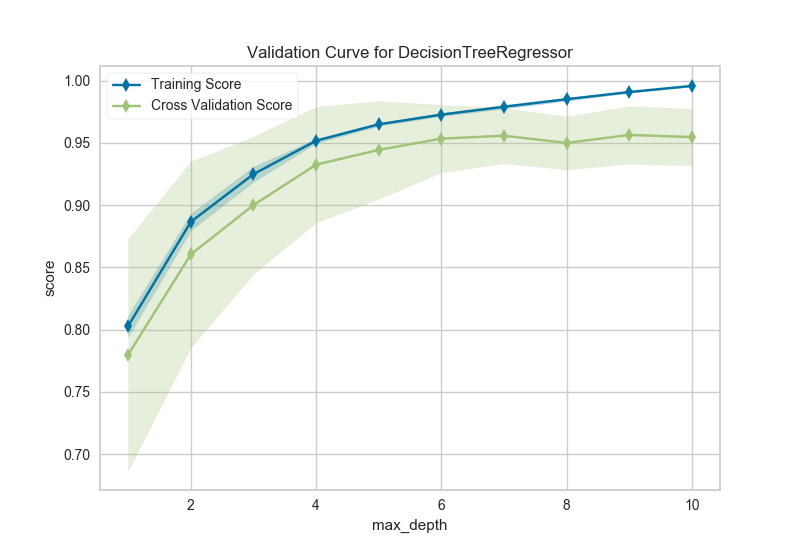 Validation Curve for DecisionTreeRegressor
Training Score
Cross Validation Score
1.00
0.95
0.90
0.85
0.80
0.75
0.70
score
2 4 6 8 10
max_depth